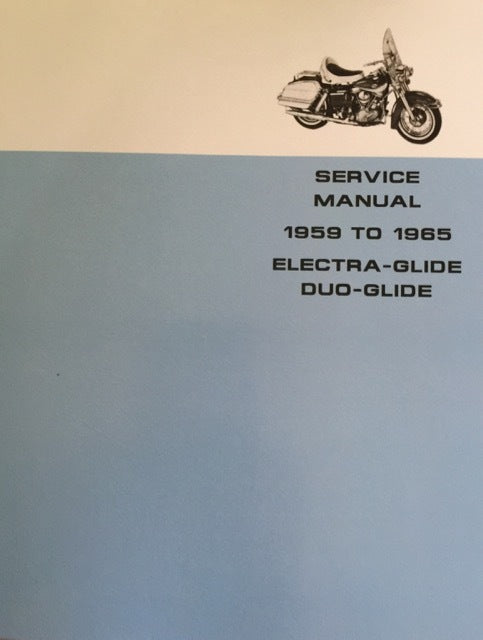 SERVICE
MANUAL
1959 TO 1965
ELECTRA-GLIDE
DUO-GLIDE